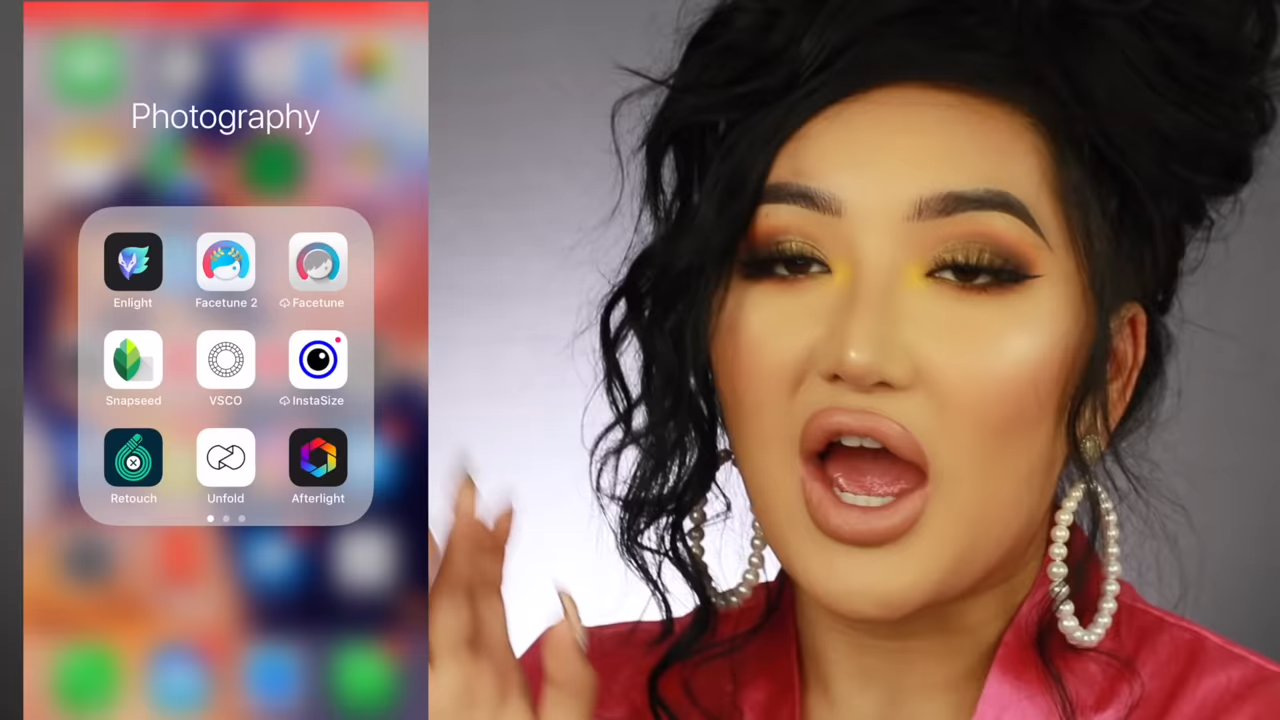 Photography
Enlight
Facetune 2
Facetune
Snapseed
VSCO
InstaSize
Retouch
Unfold
Afterlight